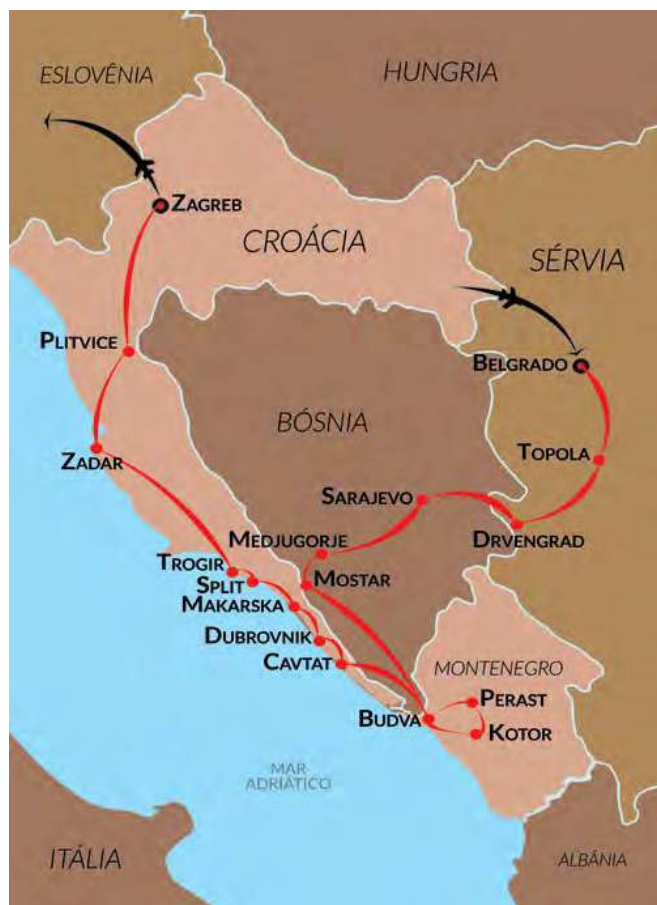 ESLOVÊNIA
HUNGRIA
ZAGREB
CROÁCIA
SÉRVIA
PLITVICE
BELGRADO
BÓSNIA
ZADAR
TOPOLA
SARAJEVO
DRVENGRAD
MEDJUGORJE
TROGIR
MOSTAR
SPLIT
MAKARSKA
DUBROVNIK
CAVTAT
MONTENEGRO
PERAST
BUDVA
KOTOR
MAR
ADRIÁTICO
ITÁLIA
ALBÂNIA